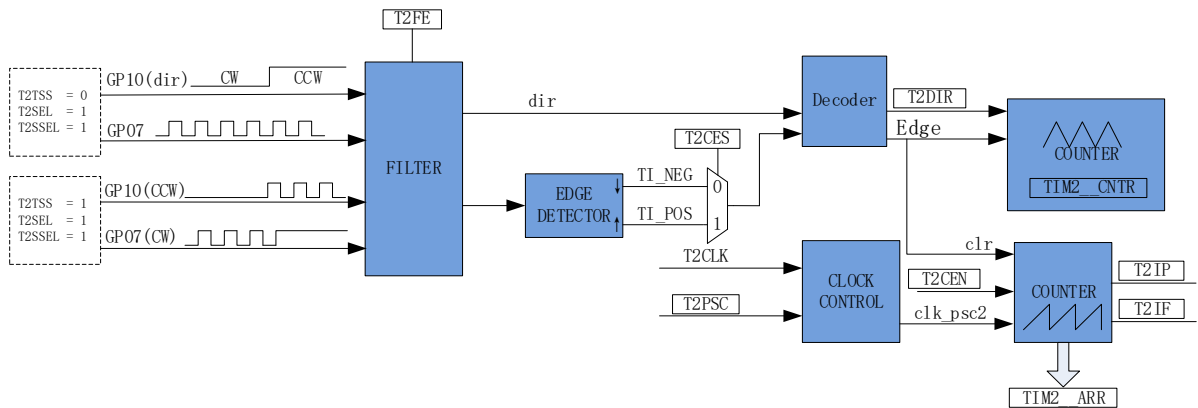 T2FE
GP10(dir)
CW
CCW
T2TSS = 0
T2SEL = 1
T2SSEL = 1
GP07
dir
Decoder
T2DIR
Edge
COUNTER
TIM2__CNTR
T2CES
FILTER
EDGE
DETECTOR
TI_NEG
0
TI_POS
1
GP10(CCW)
T2TSS = 1
T2SEL = 1
T2SSEL = 1
GP07(CW)
T2CLK
T2PSC
CLOCK
CONTROL
clr
T2CEN
clk_psc2
COUNTER
T2IP
T2IF
TIM2__ARR